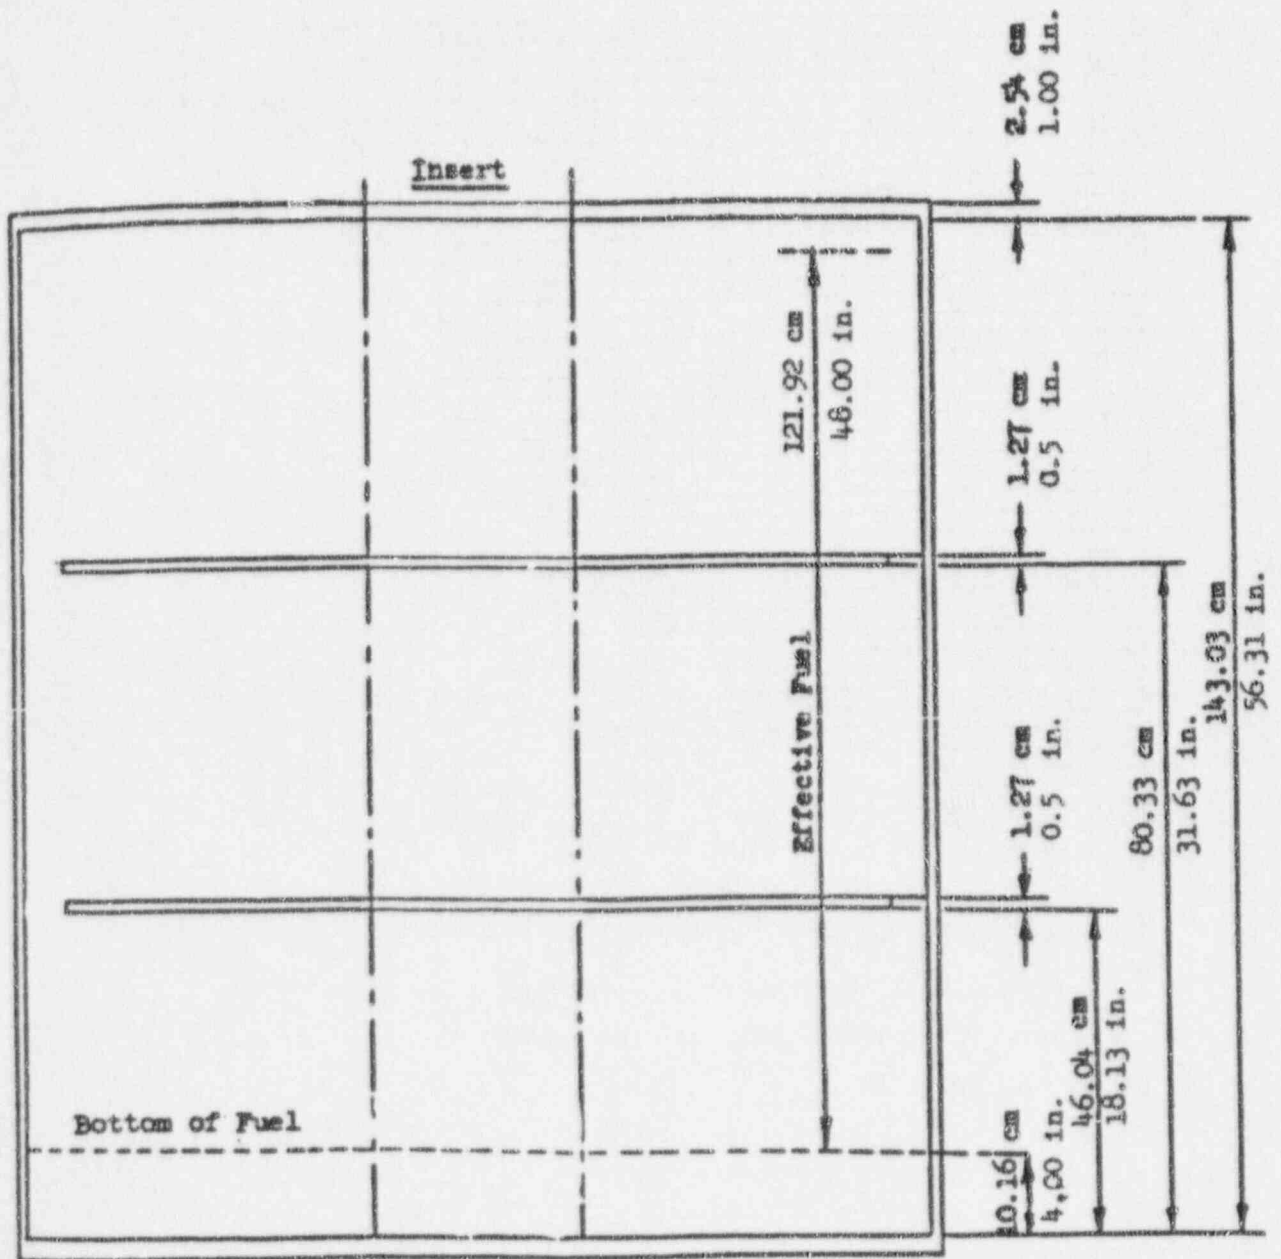 2.54 cm
1.00 in.
Insert
121.92 cm
48.00 in.
1.27 cm
0.5 in.
Effective Fuel
143.03 cm
56.31 in.
1.27 cm
0.5 in.
80.33 cm
31.63 in.
46.04 cm
18.13 in.
Bottom of Fuel
10.16 cm
4.00 in.